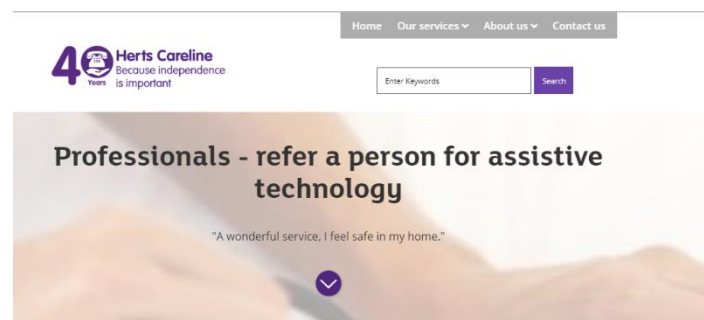 Home Our services About us Contact us
40 Years
Herts Careline
Because independence
is important
Enter Keywords
Search
Professionals - refer a person for assistive
technology
"A wonderful service, I feel safe in my home."